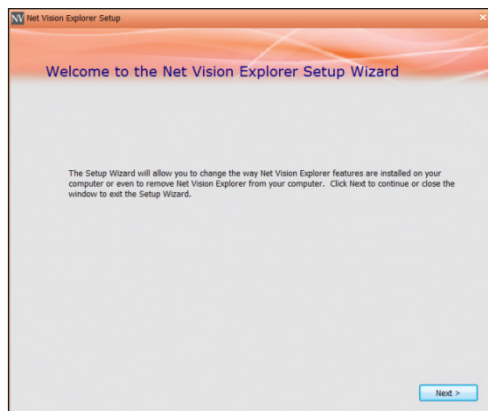 NV Net Vision Explorer Setup
Welcome to the Net Vision Explorer Setup Wizard
The Setup Wizard will allow you to change the way Net Vision Explorer features are installed on your
computer or even to remove Net Vision Explorer from your computer. Click Next to continue or close the
window to exit the Setup Wizard.
Next >